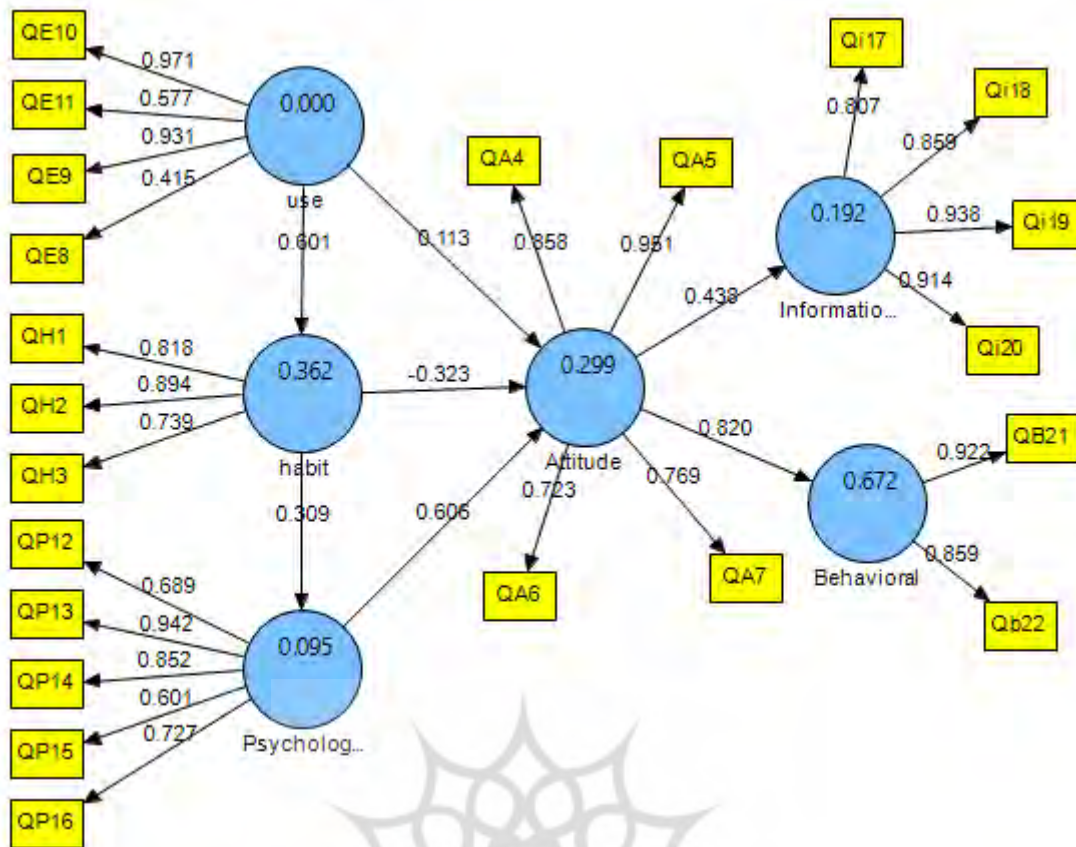 QE10
0.971
QE11
0.577
QE9
0.931
0.415
QE8
0.000
use
0.601
0.113
QH1
0.818
QH2
0.894
QH3
0.739
0.362
habit
-0.323
0.309
QP12
0.689
QP13
0.942
QP14
0.852
QP15
0.601
QP16
0.727
0.095
Psycholog...
0.606
QA4
0.858
QA5
0.951
0.299
Attitude
0.723
QA6
0.769
QA7
0.438
0.820
Qi17
0.807
Qi18
0.859
Qi19
0.938
0.914
Qi20
0.192
Informatio...
0.672
Behavioral
QB21
0.922
0.859
Qb22